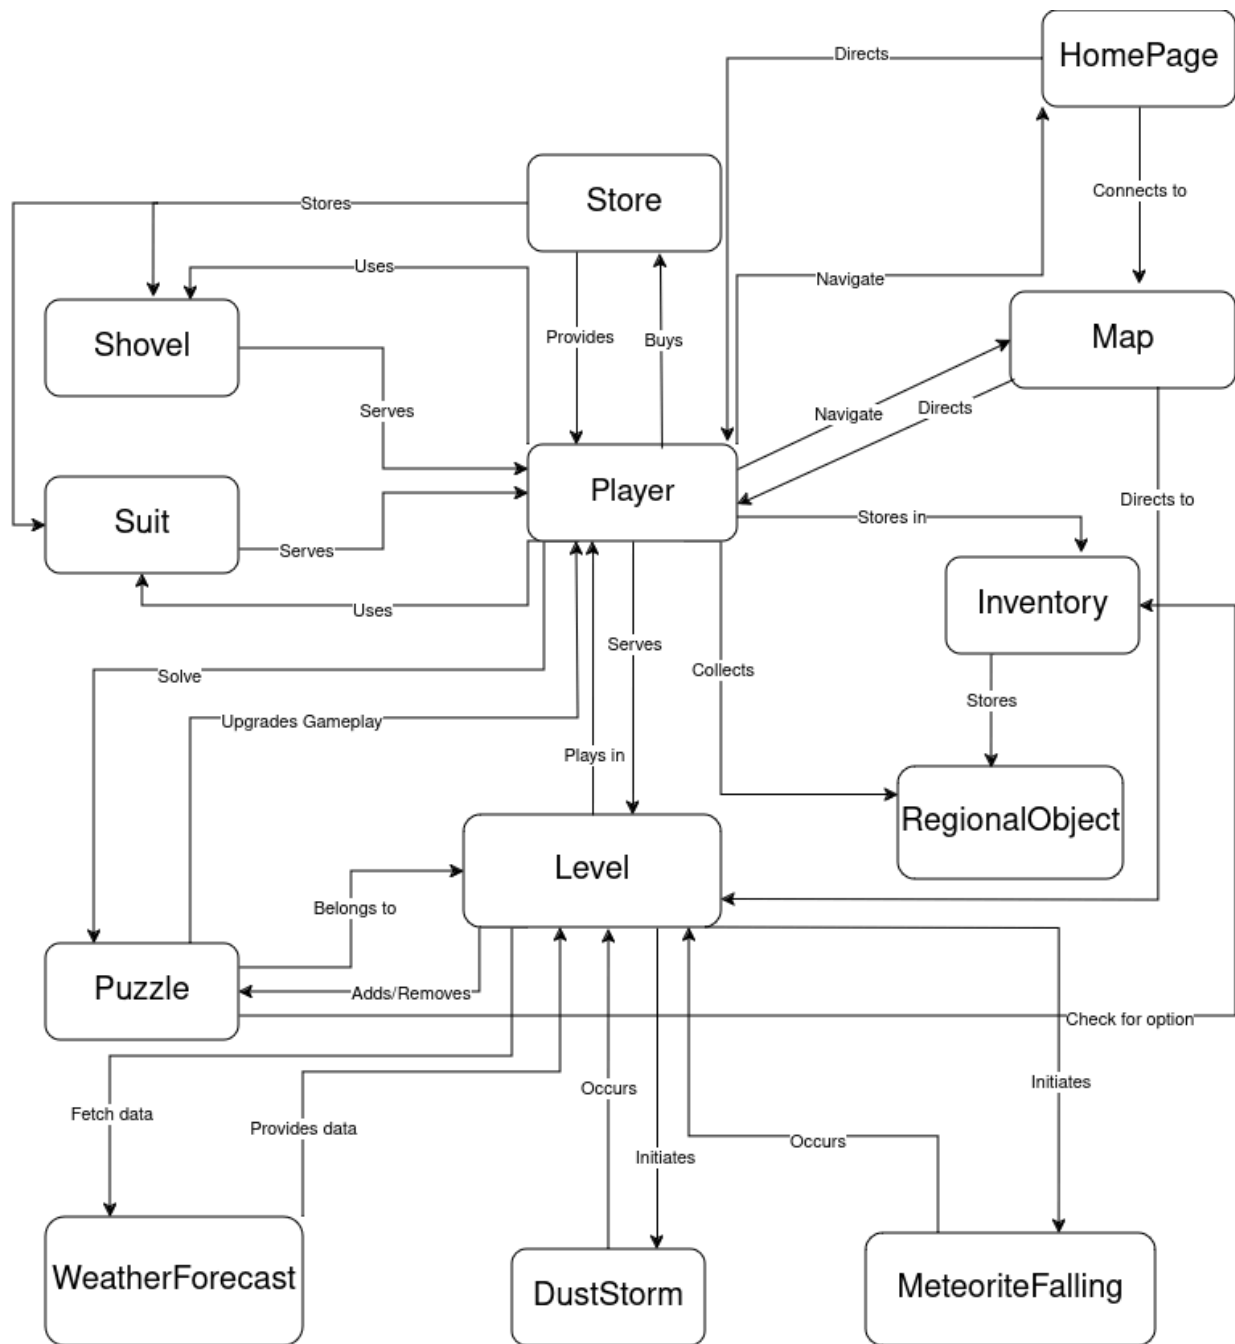 HomePage
Directs
Store
Connects to
Stores
Uses
Navigate
Shovel
Provides
Buys
Map
Serves
Navigate
Directs
Player
Suit
Directs to
Stores in
Serves
Uses
Inventory
Serves
Collects
Solve
Stores
Upgrades Gameplay
Plays in
RegionalObject
Level
Belongs to
Puzzle
Adds/Removes
Check for option
Initiates
Occurs
Fetch data
Provides data
Occurs
Initiates
WeatherForecast
DustStorm
MeteoriteFalling